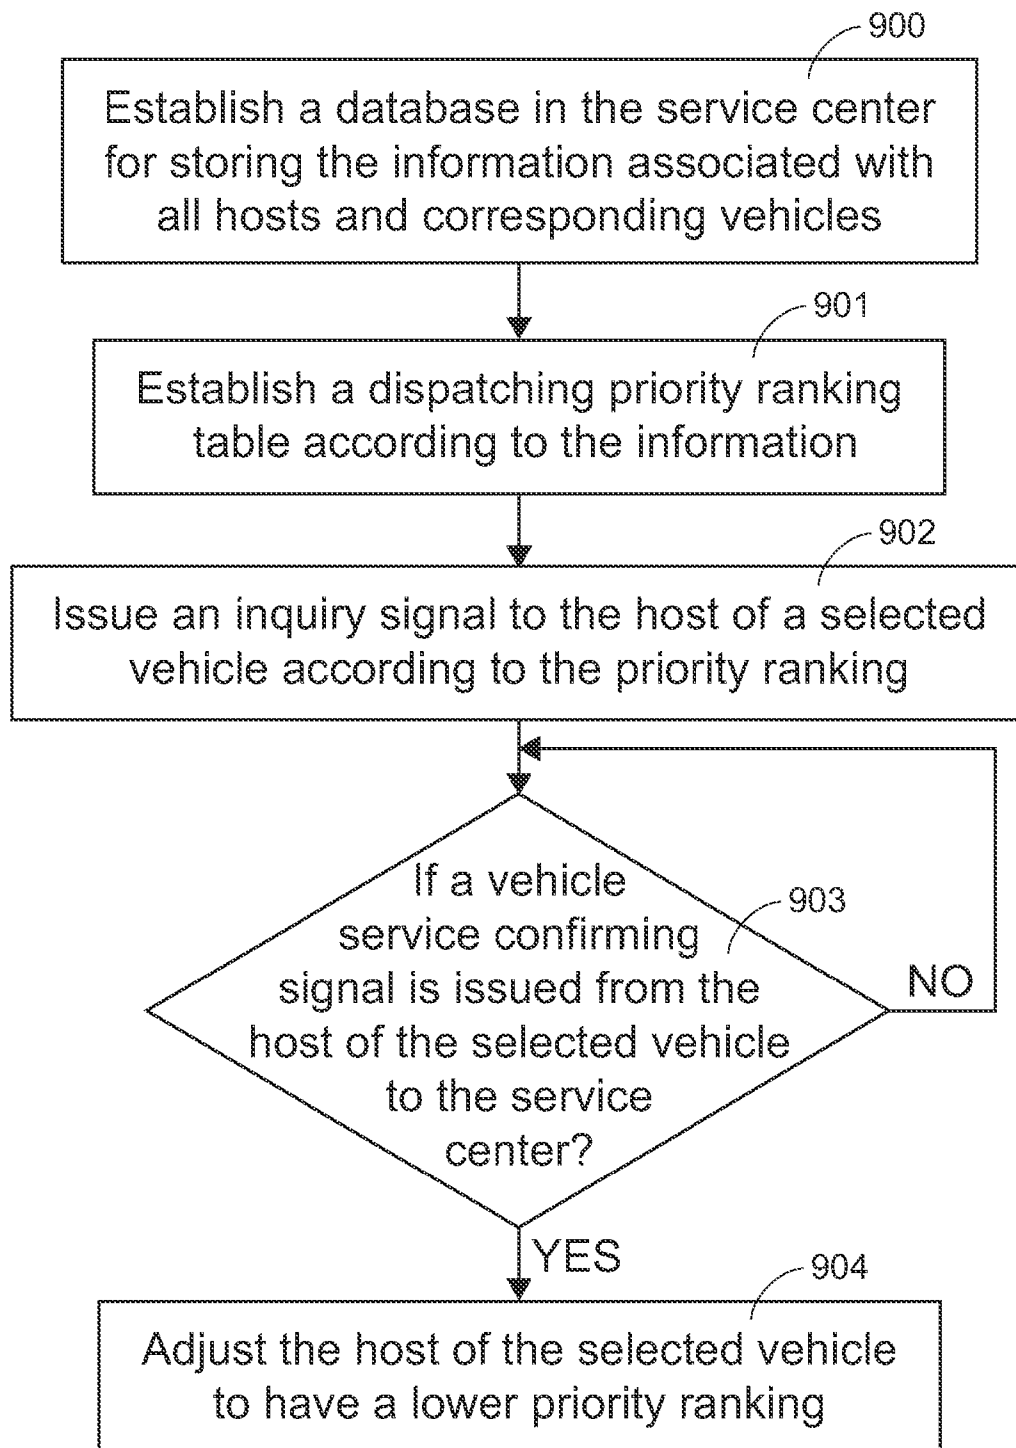 900
Establish a database in the service center
for storing the information associated with
all hosts and corresponding vehicles
901
Establish a dispatching priority ranking
table according to the information
902
Issue an inquiry signal to the host of a selected
vehicle according to the priority ranking
If a vehicle
service confirming
signal is issued from the
host of the selected vehicle
to the service
center?
903
NO
YES
904
Adjust the host of the selected vehicle
to have a lower priority ranking